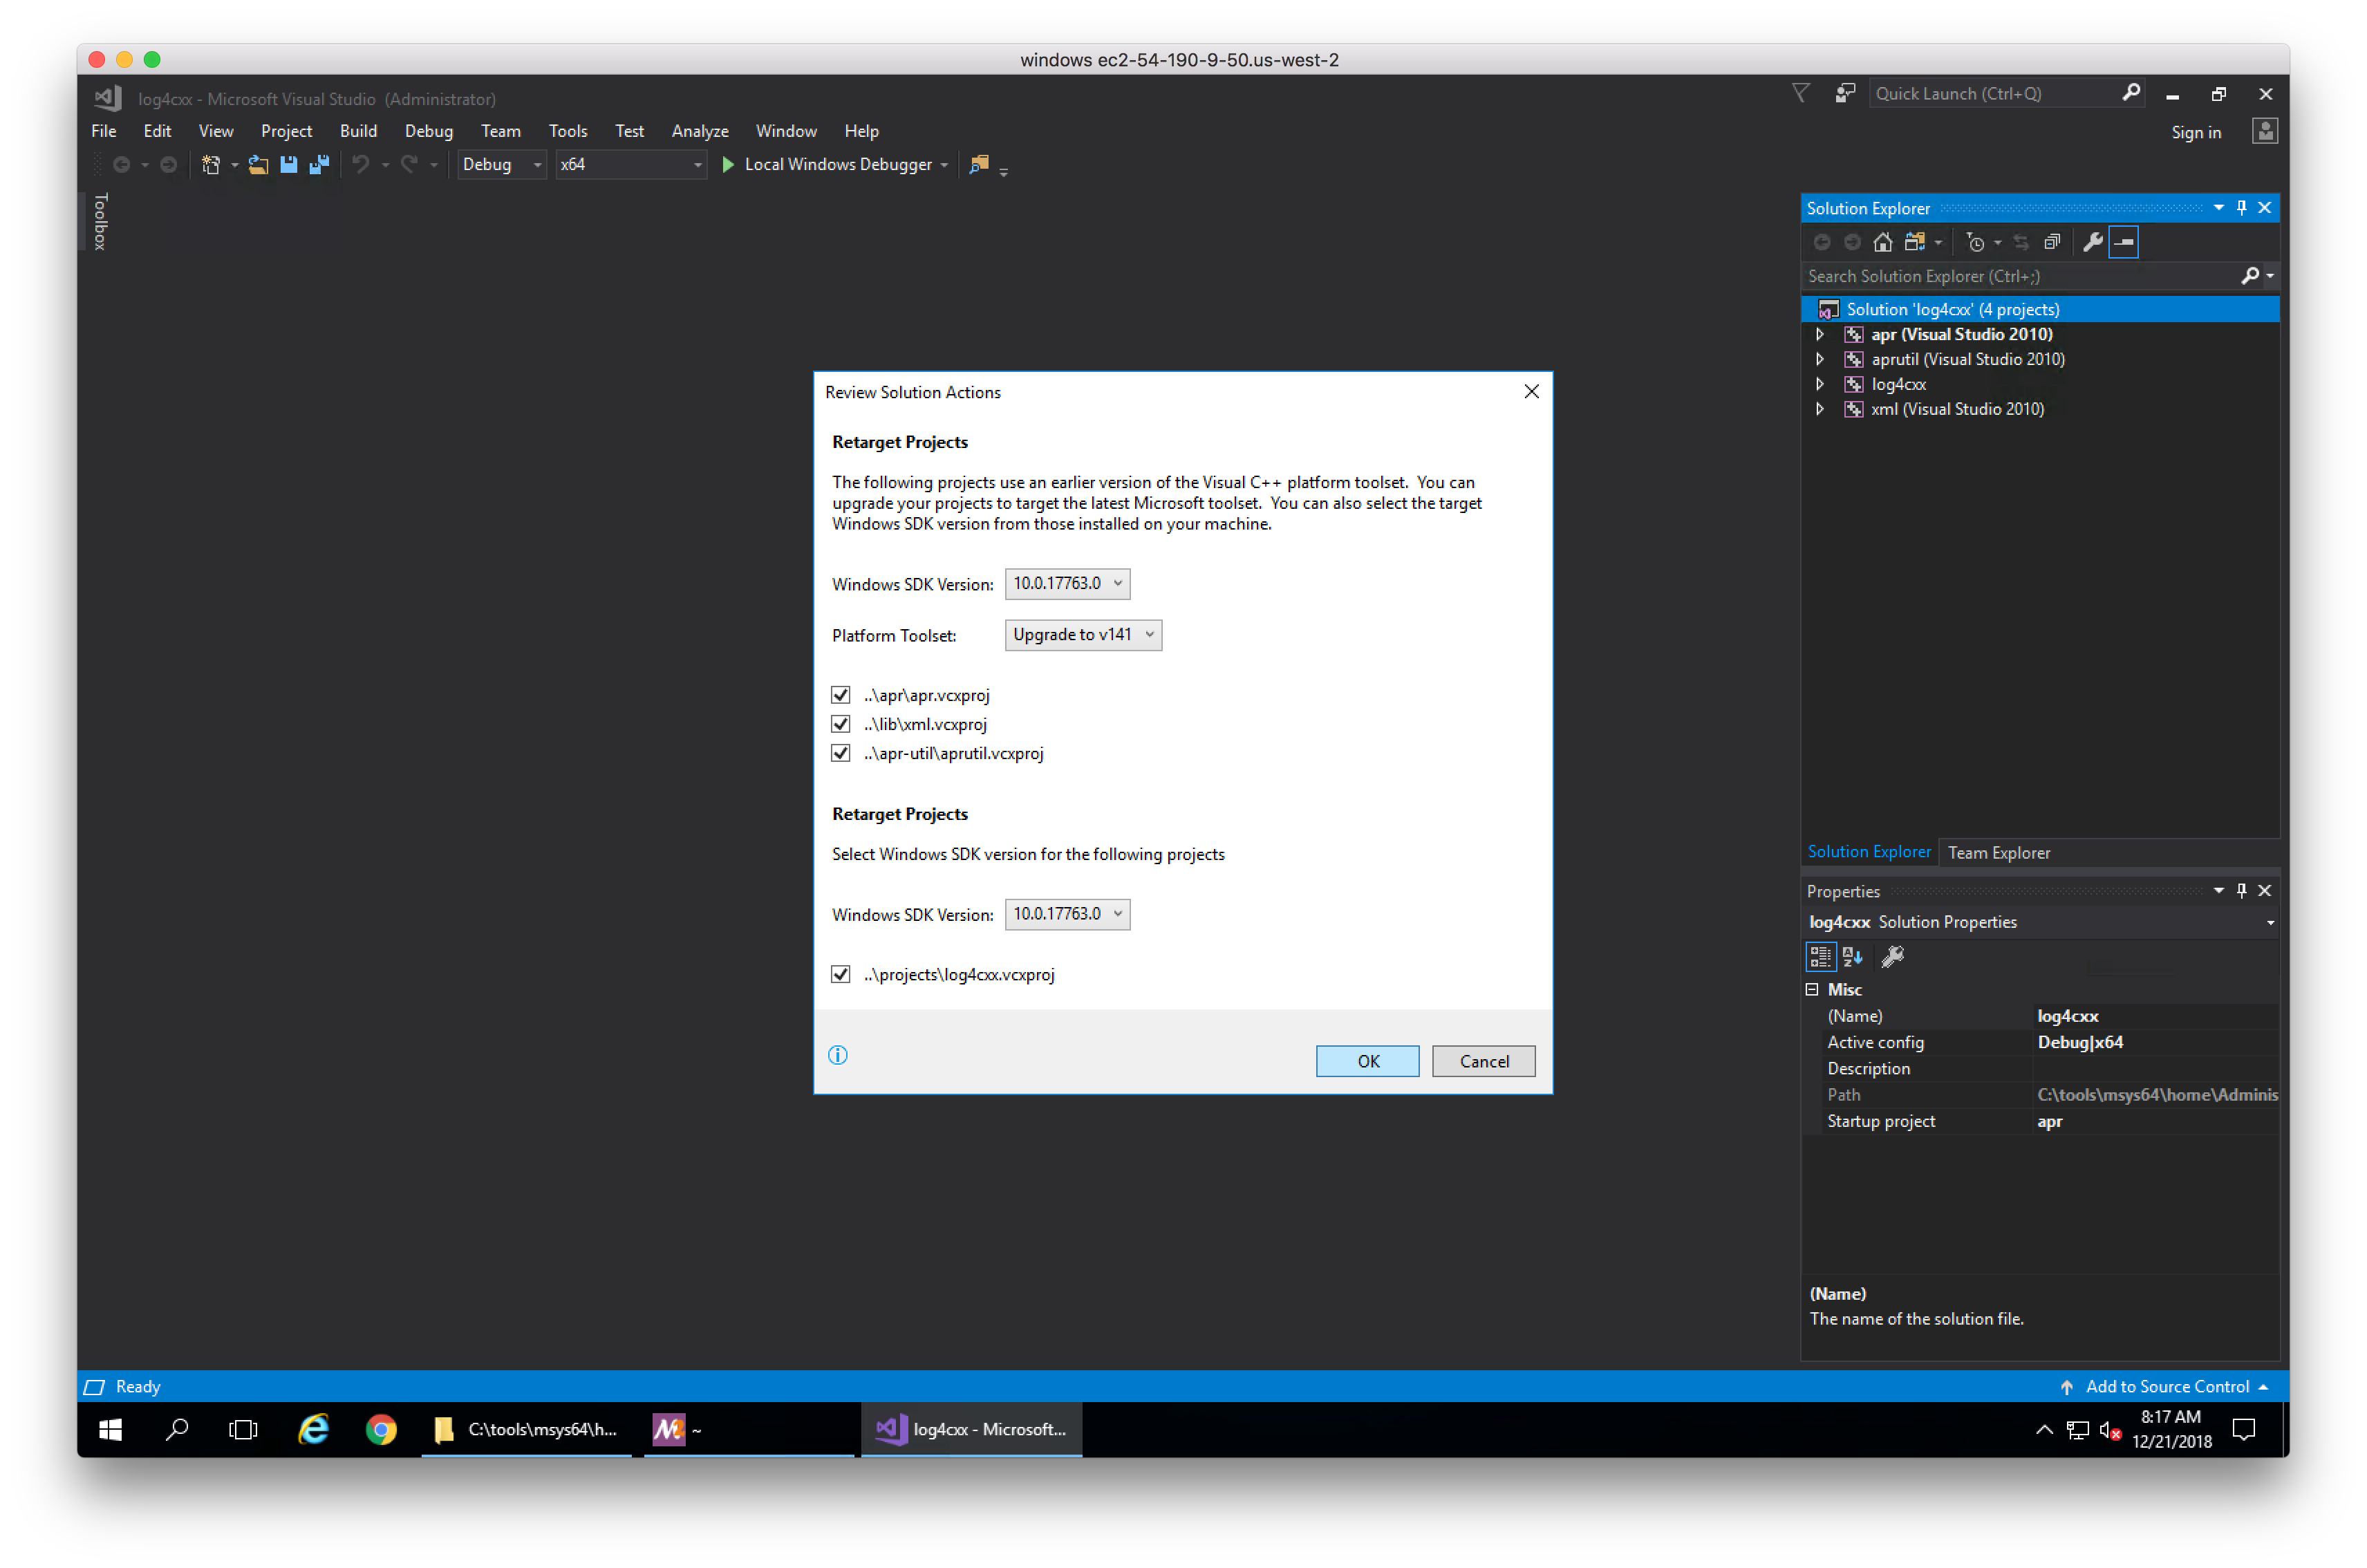 windows ec2-54-190-9-50.us-west-2
log4cxx - Microsoft Visual Studio (Administrator)
Quick Launch (Ctrl+Q)
File Edit View Project Build Debug Team Tools Test Analyze Window Help
Sign in
Debug x64 Local Windows Debugger
Toolbox
Solution Explorer
Search Solution Explorer (Ctrl+;)
Solution 'log4cxx' (4 projects)
apr (Visual Studio 2010)
aprutil (Visual Studio 2010)
log4cxx
xml (Visual Studio 2010)
Review Solution Actions
Retarget Projects
The following projects use an earlier version of the Visual C++ platform toolset. You can
upgrade your projects to target the latest Microsoft toolset. You can also select the target
Windows SDK version from those installed on your machine.
Windows SDK Version: 10.0.17763.0
Platform Toolset: Upgrade to v141
..\apr\apr.vcxproj
..\lib\xml.vcxproj
..\apr-util\aprutil.vcxproj
Retarget Projects
Select Windows SDK version for the following projects
Windows SDK Version: 10.0.17763.0
..\projects\log4cxx.vcxproj
OK Cancel
Solution Explorer Team Explorer
Properties
log4cxx Solution Properties
Misc
(Name) log4cxx
Active config Debug|x64
Description
Path C:\tools\msys64\home\Adminis
Startup project apr
(Name)
The name of the solution file.
Ready
Add to Source Control
C:\tools\msys64\h...
~
log4cxx - Microsoft...
8:17 AM
12/21/2018